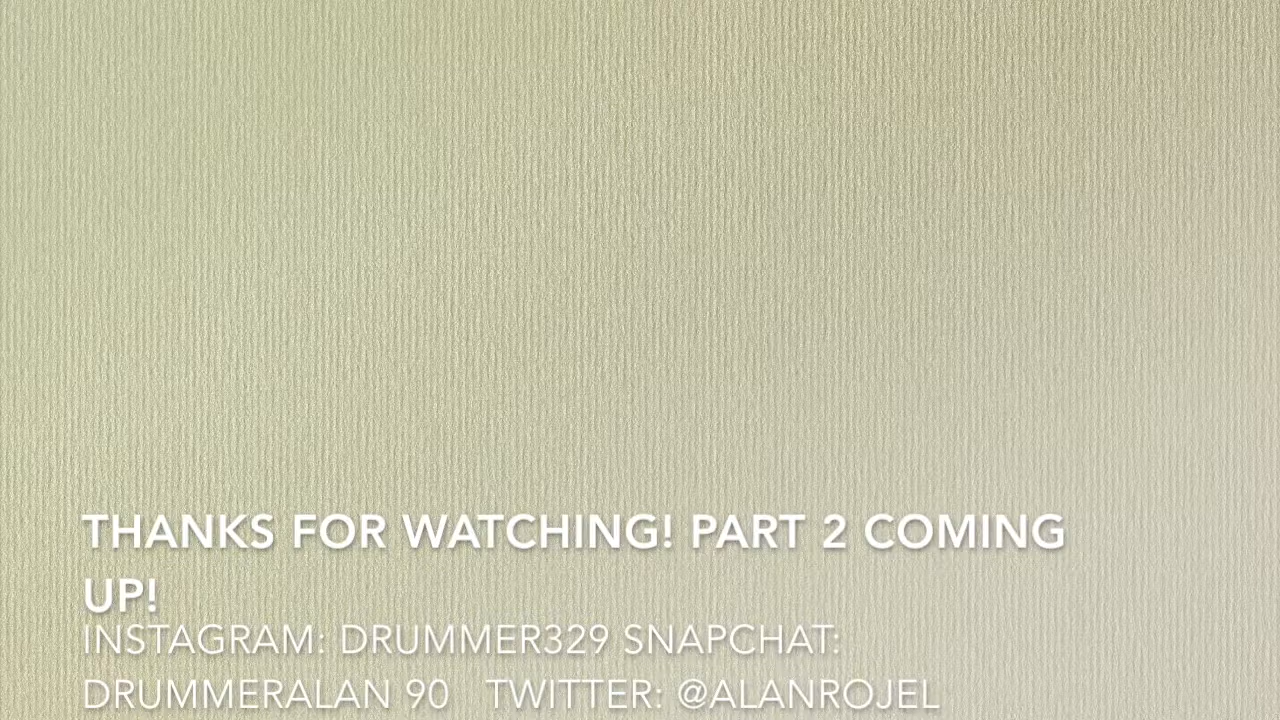 THANKS FOR WATCHING! PART 2 COMING
UP!
INSTAGRAM: DRUMMER329 SNAPCHAT:
DRUMMERALAN 90 TWITTER: @ALANROJEL